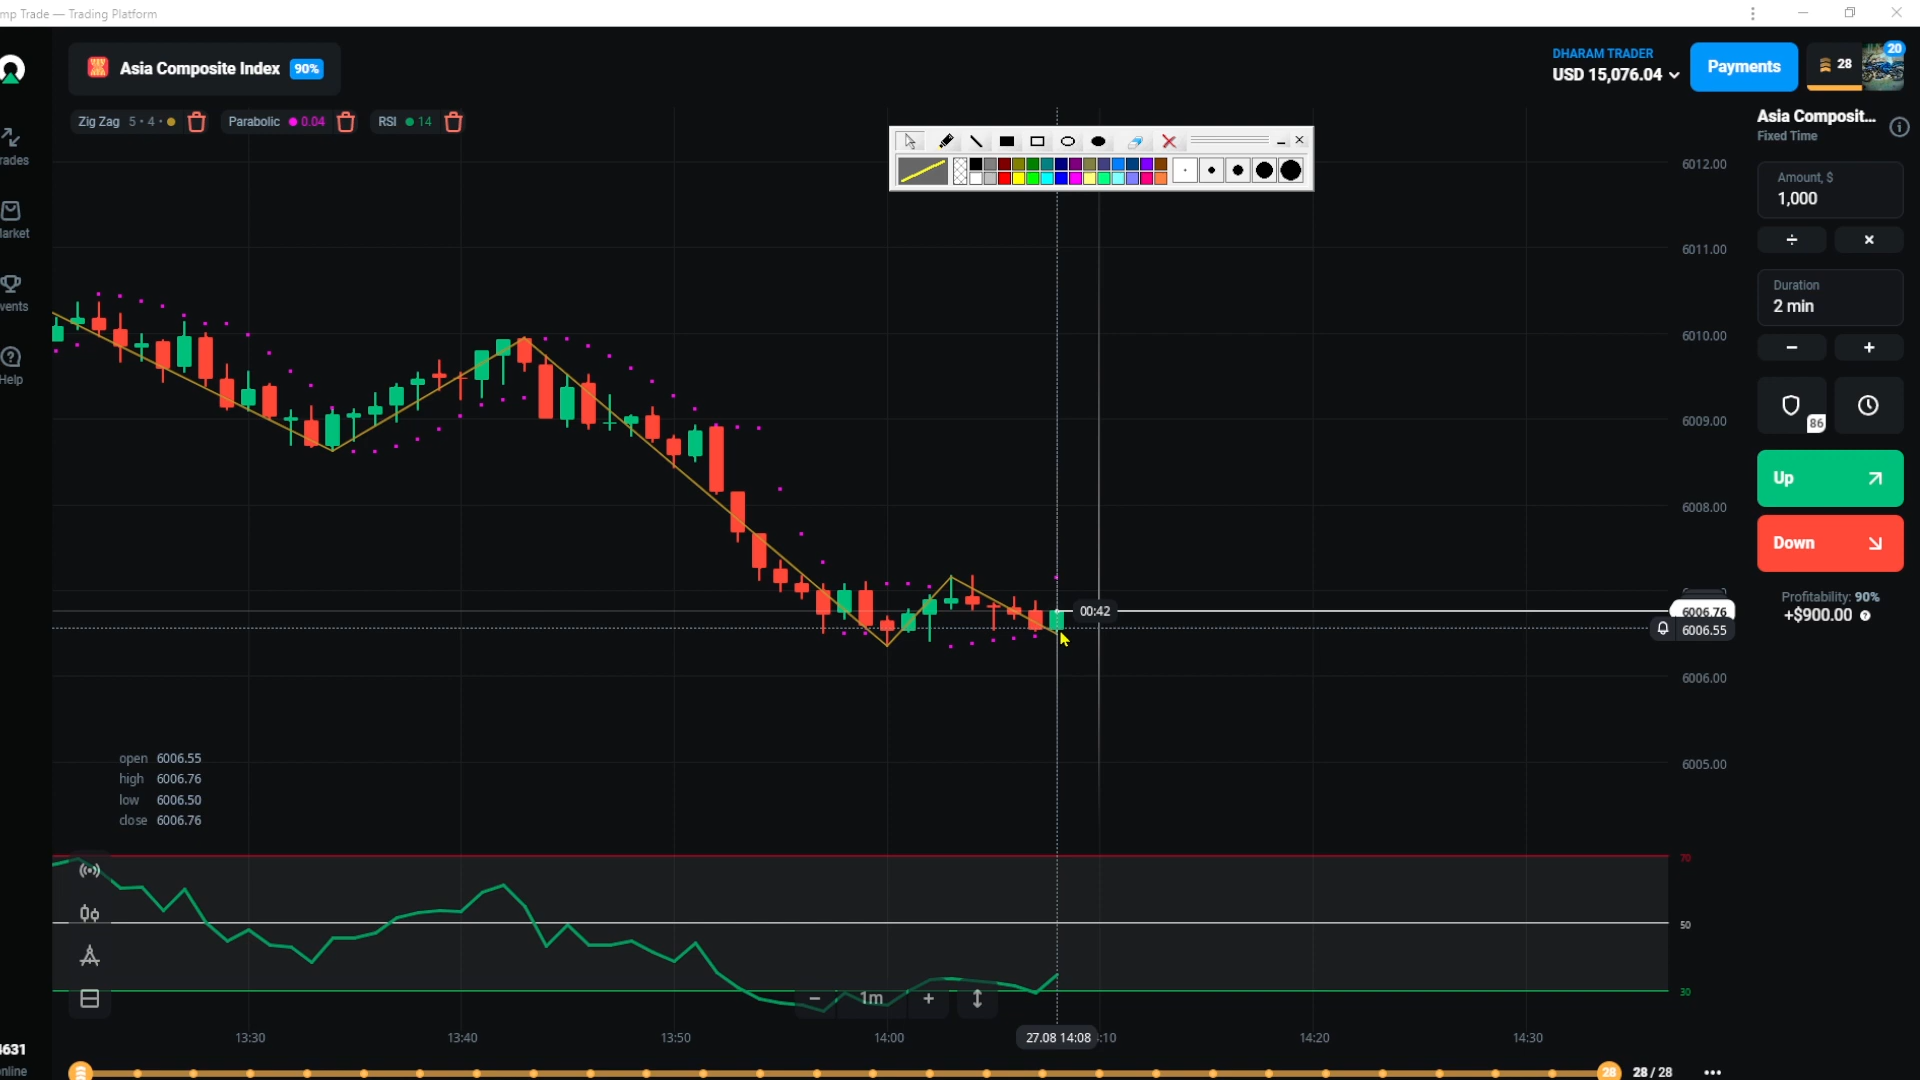 mp Trade — Trading Platform
Asia Composite Index 90%
DHARAM TRADER
USD 15,076.04
Payments
28
20
Zig Zag 5 · 4 ·
Parabolic 0.04
RSI 14
rades
arket
vents
Help
Asia Composit...
Fixed Time
Amount, $
1,000
÷ ×
Duration
2 min
− +
86
Up
Down
Profitability: 90%
+$900.00
6012.00
6011.00
6010.00
6009.00
6008.00
00:42
6006.76
6006.55
6006.00
6005.00
open 6006.55
high 6006.76
low 6006.50
close 6006.76
70
50
30
− 1m +
13:30 13:40 13:50 14:00 27.08 14:08 :10 14:20 14:30
4631
nline
28 28 / 28